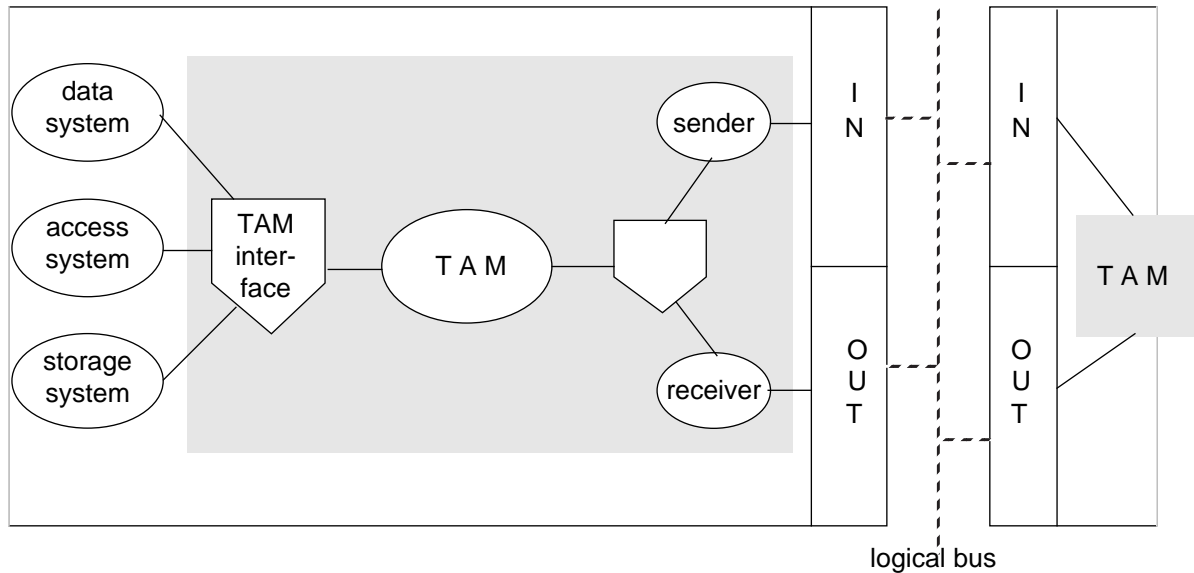 data
system
access
system
storage
system
TAM
inter-
face
T A M
sender
receiver
I
N
O
U
T
I
N
O
U
T
T A M
logical bus